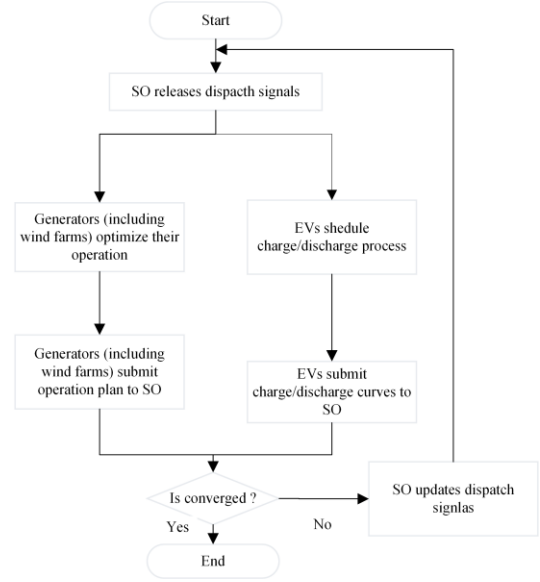 Start
SO releases dispacth signals
Generators (including
wind farms) optimize their
operation
EVs shedule
charge/discharge process
Generators (including
wind farms) submit
operation plan to SO
EVs submit
charge/discharge curves to
SO
Is converged ?
SO updates dispatch
signlas
Yes
No
End